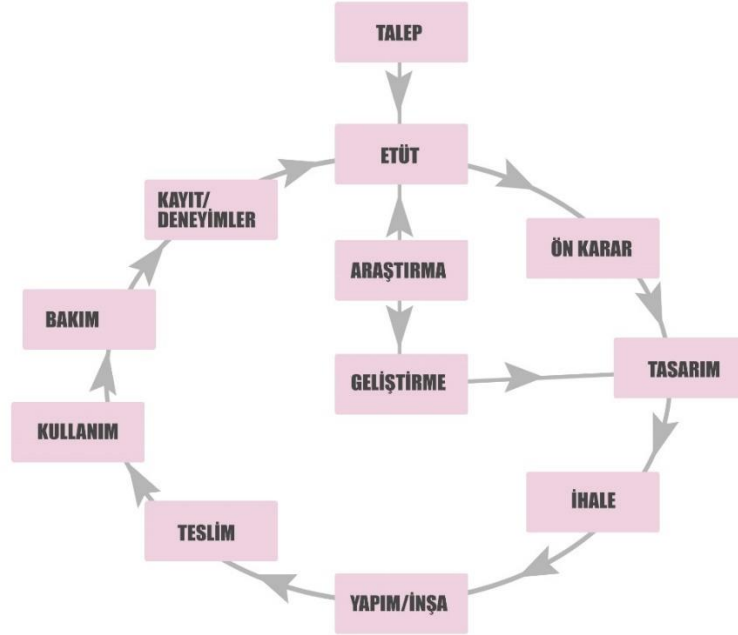 TALEP
ETÜT
KAYIT/
DENEYİMLER
ÖN KARAR
ARAŞTIRMA
BAKIM
GELİŞTİRME
TASARIM
KULLANIM
İHALE
TESLİM
YAPIM/İNŞA